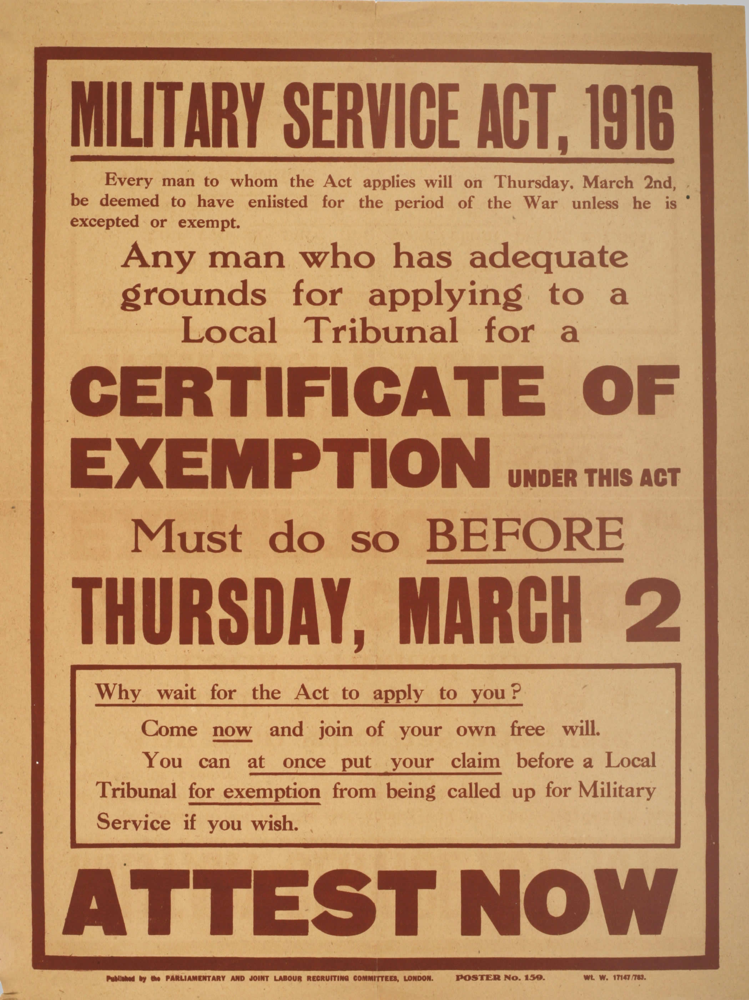 MILITARY SERVICE ACT, 1916
Every man to whom the Act applies will on Thursday, March 2nd,
be deemed to have enlisted for the period of the War unless he is
excepted or exempt.
Any man who has adequate
grounds for applying to a
Local Tribunal for a
CERTIFICATE OF
EXEMPTION UNDER THIS ACT
Must do so BEFORE
THURSDAY, MARCH 2
Why wait for the Act to apply to you?
Come now and join of your own free will.
You can at once put your claim before a Local
Tribunal for exemption from being called up for Military
Service if you wish.
ATTEST NOW
Published by the PARLIAMENTARY AND JOINT LABOUR RECRUITING COMMITTEES, LONDON. POSTER No. 159. Wt. W. 17147/783.